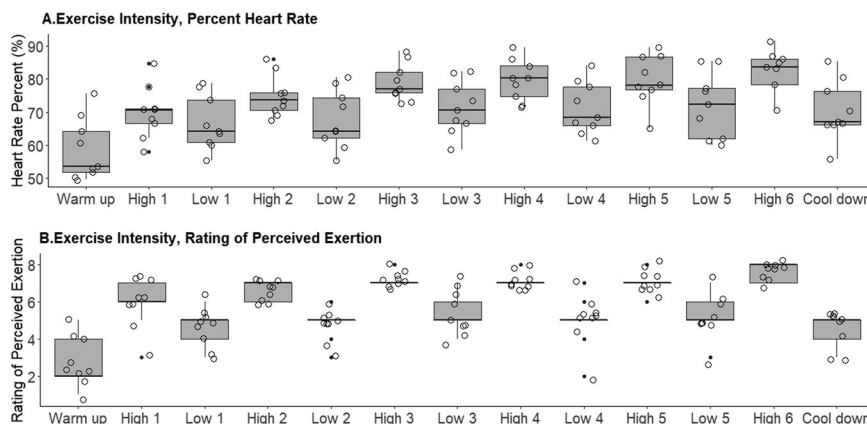 A.Exercise Intensity, Percent Heart Rate
Heart Rate Percent (%)
90
80
70
60
50
Warm up High 1 Low 1 High 2 Low 2 High 3 Low 3 High 4 Low 4 High 5 Low 5 High 6 Cool down
B.Exercise Intensity, Rating of Perceived Exertion
Rating of Perceived Exertion
8
6
4
2
Warm up High 1 Low 1 High 2 Low 2 High 3 Low 3 High 4 Low 4 High 5 Low 5 High 6 Cool down